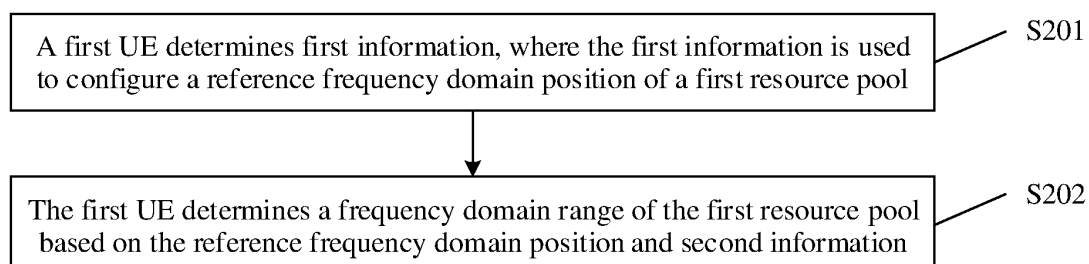 A first UE determines first information, where the first information is used
to configure a reference frequency domain position of a first resource pool
S201
The first UE determines a frequency domain range of the first resource pool
based on the reference frequency domain position and second information
S202